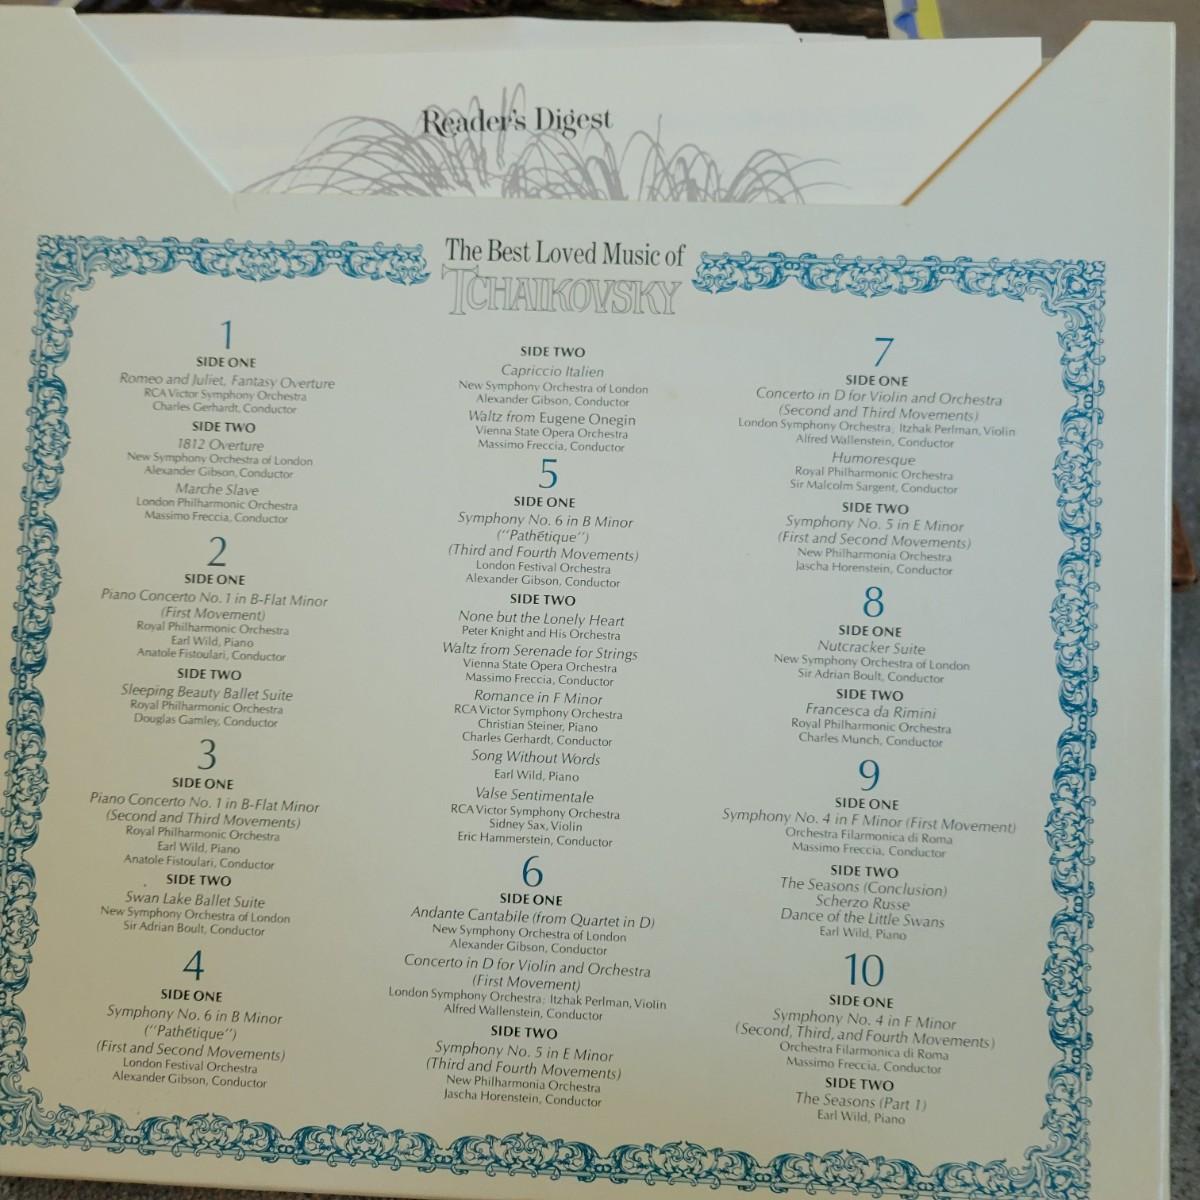 Reader's Digest
The Best Loved Music of
TCHAIKOVSKY
1
SIDE ONE
Romeo and Juliet, Fantasy Overture
RCA Victor Symphony Orchestra
Charles Gerhardt, Conductor
SIDE TWO
1812 Overture
New Symphony Orchestra of London
Alexander Gibson, Conductor
Marche Slave
London Philharmonic Orchestra
Massimo Freccia, Conductor
2
SIDE ONE
Piano Concerto No. 1 in B-Flat Minor
(First Movement)
Royal Philharmonic Orchestra
Earl Wild, Piano
Anatole Fistoulari, Conductor
SIDE TWO
Sleeping Beauty Ballet Suite
Royal Philharmonic Orchestra
Douglas Gamley, Conductor
3
SIDE ONE
Piano Concerto No. 1 in B-Flat Minor
(Second and Third Movements)
Royal Philharmonic Orchestra
Earl Wild, Piano
Anatole Fistoulari, Conductor
SIDE TWO
Swan Lake Ballet Suite
New Symphony Orchestra of London
Sir Adrian Boult, Conductor
4
SIDE ONE
Symphony No. 6 in B Minor
("Pathétique")
(First and Second Movements)
London Festival Orchestra
Alexander Gibson, Conductor
SIDE TWO
Capriccio Italien
New Symphony Orchestra of London
Alexander Gibson, Conductor
Waltz from Eugene Onegin
Vienna State Opera Orchestra
Massimo Freccia, Conductor
5
SIDE ONE
Symphony No. 6 in B Minor
("Pathétique")
(Third and Fourth Movements)
London Festival Orchestra
Alexander Gibson, Conductor
SIDE TWO
None but the Lonely Heart
Peter Knight and His Orchestra
Waltz from Serenade for Strings
Vienna State Opera Orchestra
Massimo Freccia, Conductor
Romance in F Minor
RCA Victor Symphony Orchestra
Christian Steiner, Piano
Charles Gerhardt, Conductor
Song Without Words
Earl Wild, Piano
Valse Sentimentale
RCA Victor Symphony Orchestra
Sidney Sax, Violin
Eric Hammerstein, Conductor
6
SIDE ONE
Andante Cantabile (from Quartet in D)
New Symphony Orchestra of London
Alexander Gibson, Conductor
Concerto in D for Violin and Orchestra
(First Movement)
London Symphony Orchestra; Itzhak Perlman, Violin
Alfred Wallenstein, Conductor
SIDE TWO
Symphony No. 5 in E Minor
(Third and Fourth Movements)
New Philharmonia Orchestra
Jascha Horenstein, Conductor
7
SIDE ONE
Concerto in D for Violin and Orchestra
(Second and Third Movements)
London Symphony Orchestra; Itzhak Perlman, Violin
Alfred Wallenstein, Conductor
Humoresque
Royal Philharmonic Orchestra
Sir Malcolm Sargent, Conductor
SIDE TWO
Symphony No. 5 in E Minor
(First and Second Movements)
New Philharmonia Orchestra
Jascha Horenstein, Conductor
8
SIDE ONE
Nutcracker Suite
New Symphony Orchestra of London
Sir Adrian Boult, Conductor
SIDE TWO
Francesca da Rimini
Royal Philharmonic Orchestra
Charles Munch, Conductor
9
SIDE ONE
Symphony No. 4 in F Minor (First Movement)
Orchestra Filarmonica di Roma
Massimo Freccia, Conductor
SIDE TWO
The Seasons (Conclusion)
Scherzo Russe
Dance of the Little Swans
Earl Wild, Piano
10
SIDE ONE
Symphony No. 4 in F Minor
(Second, Third, and Fourth Movements)
Orchestra Filarmonica di Roma
Massimo Freccia, Conductor
SIDE TWO
The Seasons (Part 1)
Earl Wild, Piano